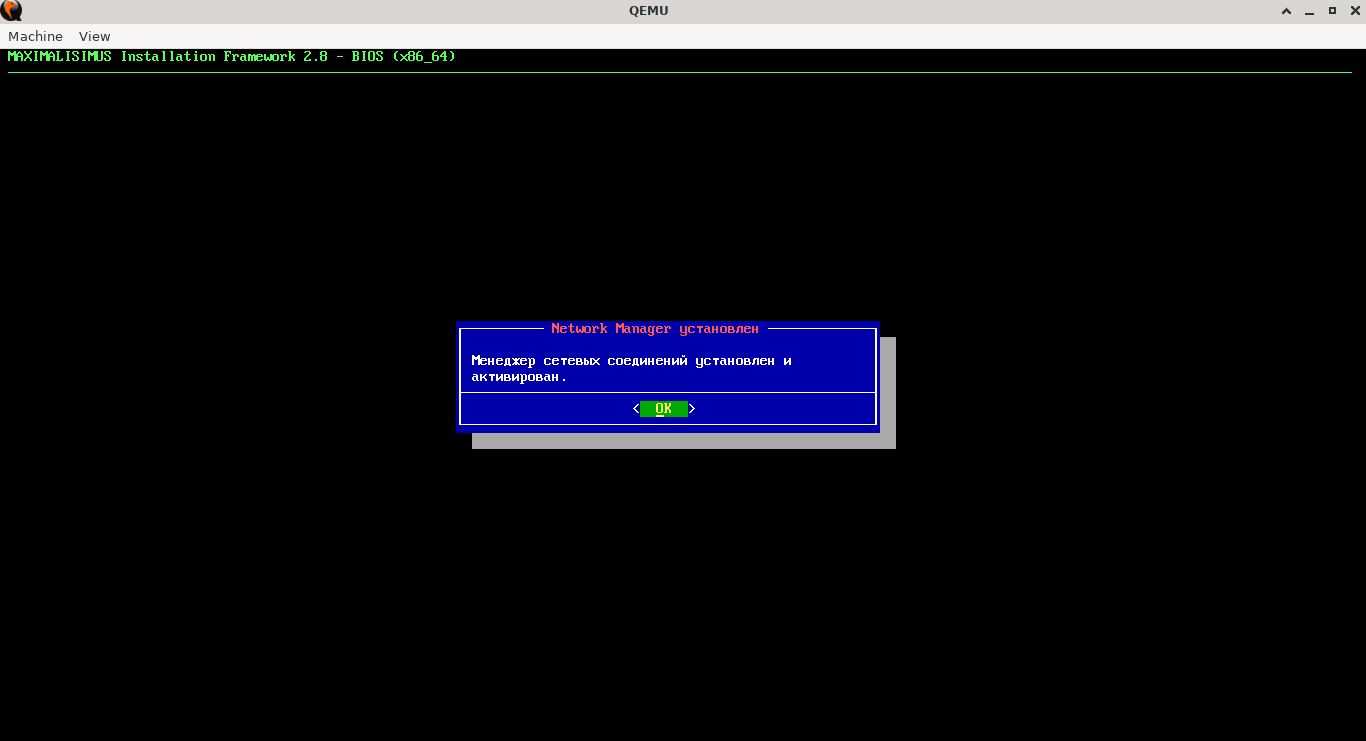 QEMU
Machine View
MAXIMALISIMUS Installation Framework 2.8 - BIOS (x86_64)
Network Manager установлен
Менеджер сетевых соединений установлен и
активирован.
< OK >